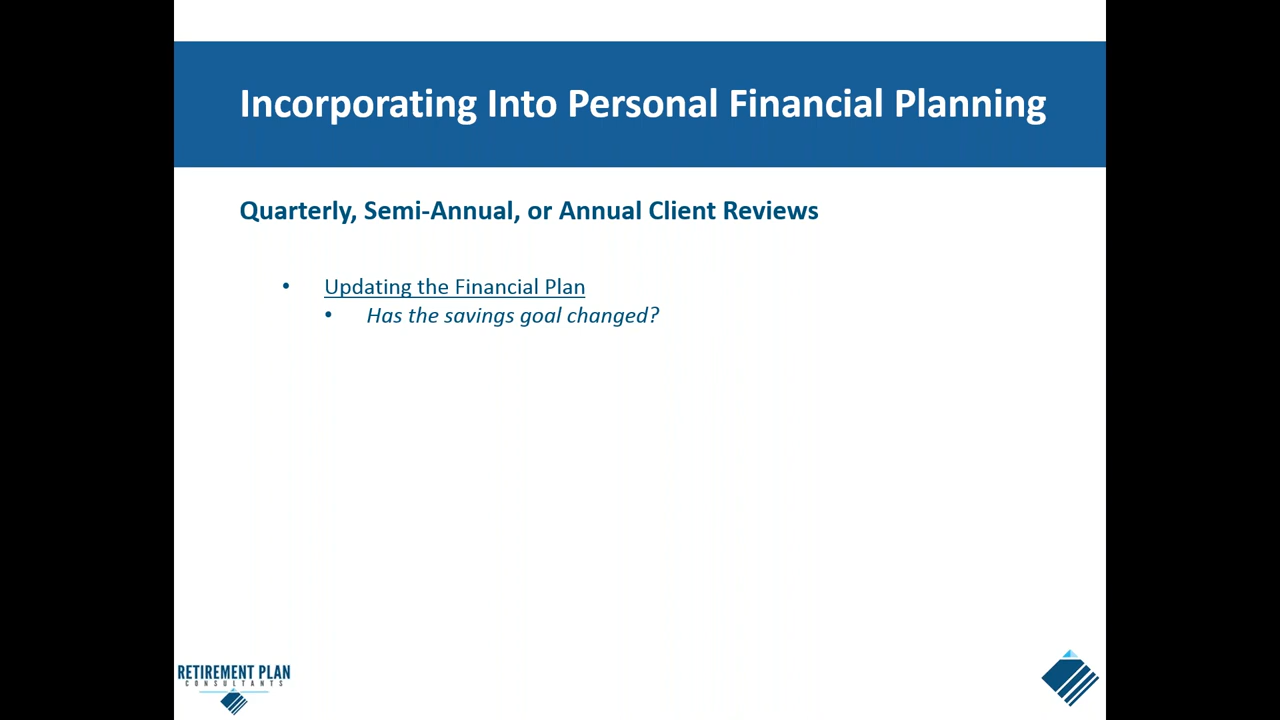 Incorporating Into Personal Financial Planning
Quarterly, Semi-Annual, or Annual Client Reviews
• Updating the Financial Plan
• Has the savings goal changed?
RETIREMENT PLAN
CONSULTANTS